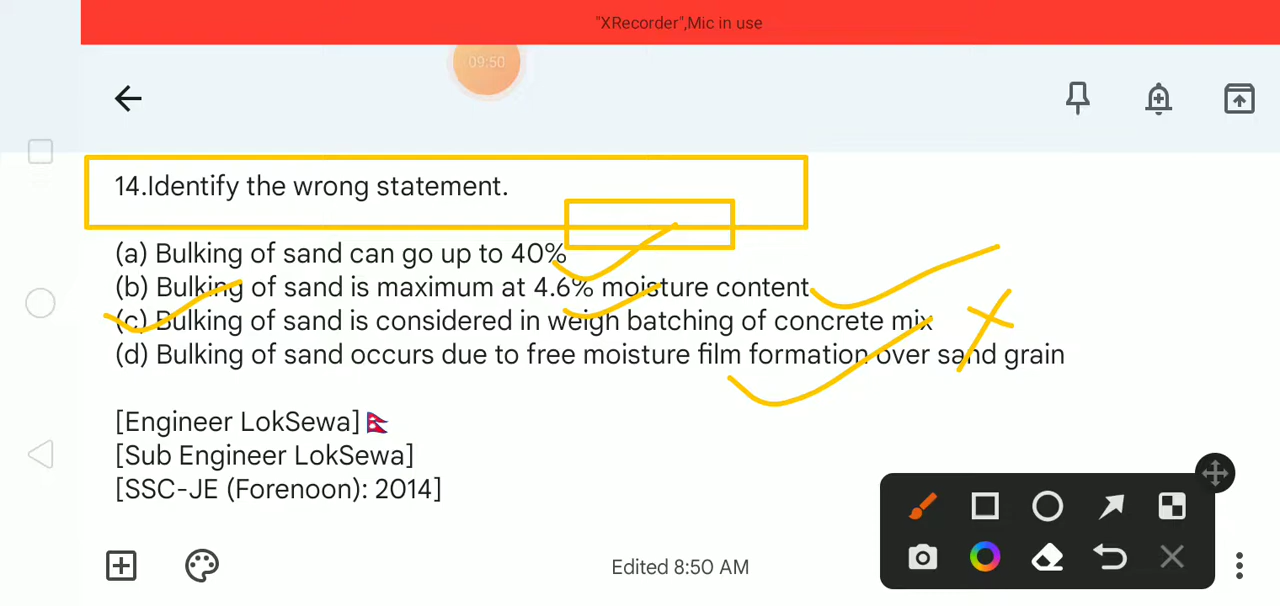 "XRecorder",Mic in use
09:50
14.Identify the wrong statement.
(a) Bulking of sand can go up to 40%
(b) Bulking of sand is maximum at 4.6% moisture content
(c) Bulking of sand is considered in weigh batching of concrete mix
(d) Bulking of sand occurs due to free moisture film formation over sand grain
[Engineer LokSewa]🇳🇵
[Sub Engineer LokSewa]
[SSC-JE (Forenoon): 2014]
Edited 8:50 AM